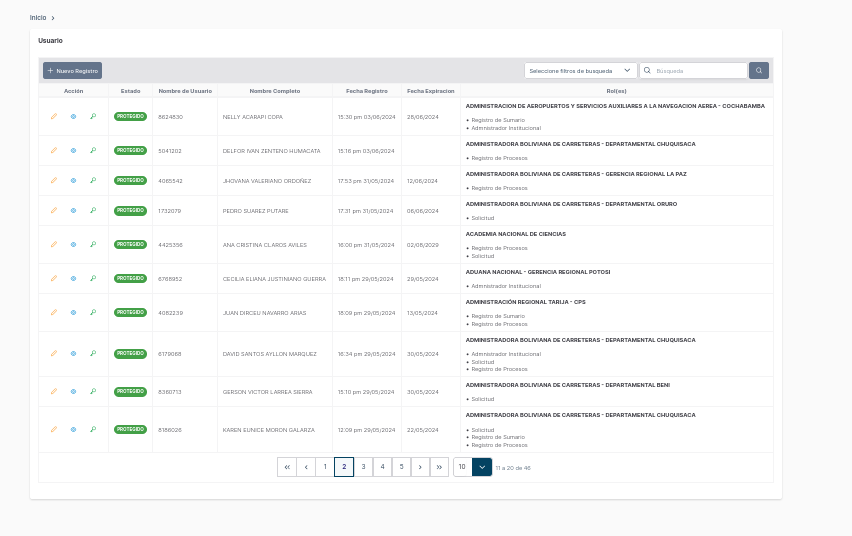 Inicio
Usuario
Nuevo Registro
Seleccione filtros de busqueda
Búsqueda
Acción Estado Nombre de Usuario Nombre Completo Fecha Registro Fecha Expiracion Rol(es)
PROTEGIDO 8624830 NELLY ACARAPI COPA 15:30 pm 03/06/2024 28/06/2024
ADMINISTRACION DE AEROPUERTOS Y SERVICIOS AUXILIARES A LA NAVEGACION AEREA - COCHABAMBA
• Registro de Sumario
• Administrador Institucional
PROTEGIDO 5041202 DELFOR IVAN ZENTENO HUMACATA 15:16 pm 03/06/2024
ADMINISTRADORA BOLIVIANA DE CARRETERAS - DEPARTAMENTAL CHUQUISACA
• Registro de Procesos
PROTEGIDO 4065542 JHOVANA VALERIANO ORDOÑEZ 17:53 pm 31/05/2024 12/06/2024
ADMINISTRADORA BOLIVIANA DE CARRETERAS - GERENCIA REGIONAL LA PAZ
• Registro de Procesos
PROTEGIDO 1732079 PEDRO SUAREZ PUTARE 17:31 pm 31/05/2024 08/08/2024
ADMINISTRADORA BOLIVIANA DE CARRETERAS - DEPARTAMENTAL ORURO
• Solicitud
PROTEGIDO 4425356 ANA CRISTINA CLAROS AVILES 16:00 pm 31/05/2024 02/08/2029
ACADEMIA NACIONAL DE CIENCIAS
• Registro de Procesos
• Solicitud
PROTEGIDO 6768952 CECILIA ELIANA JUSTINIANO GUERRA 18:11 pm 29/05/2024 29/05/2024
ADUANA NACIONAL - GERENCIA REGIONAL POTOSI
• Administrador Institucional
PROTEGIDO 4082239 JUAN DIRCEU NAVARRO ARIAS 18:09 pm 29/05/2024 13/05/2024
ADMINISTRACIÓN REGIONAL TARIJA - CPS
• Registro de Sumario
• Registro de Procesos
PROTEGIDO 6179068 DAVID SANTOS AYLLON MARQUEZ 16:34 pm 29/05/2024 30/05/2024
ADMINISTRADORA BOLIVIANA DE CARRETERAS - DEPARTAMENTAL CHUQUISACA
• Administrador Institucional
• Solicitud
• Registro de Procesos
PROTEGIDO 8360713 GERSON VICTOR LARREA SIERRA 15:10 pm 29/05/2024 30/05/2024
ADMINISTRADORA BOLIVIANA DE CARRETERAS - DEPARTAMENTAL BENI
• Solicitud
PROTEGIDO 8186026 KAREN EUNICE MORON GALARZA 12:09 pm 29/05/2024 22/05/2024
ADMINISTRADORA BOLIVIANA DE CARRETERAS - DEPARTAMENTAL CHUQUISACA
• Solicitud
• Registro de Sumario
• Registro de Procesos
« ‹ 1 2 3 4 5 › » 10 11 a 20 de 46